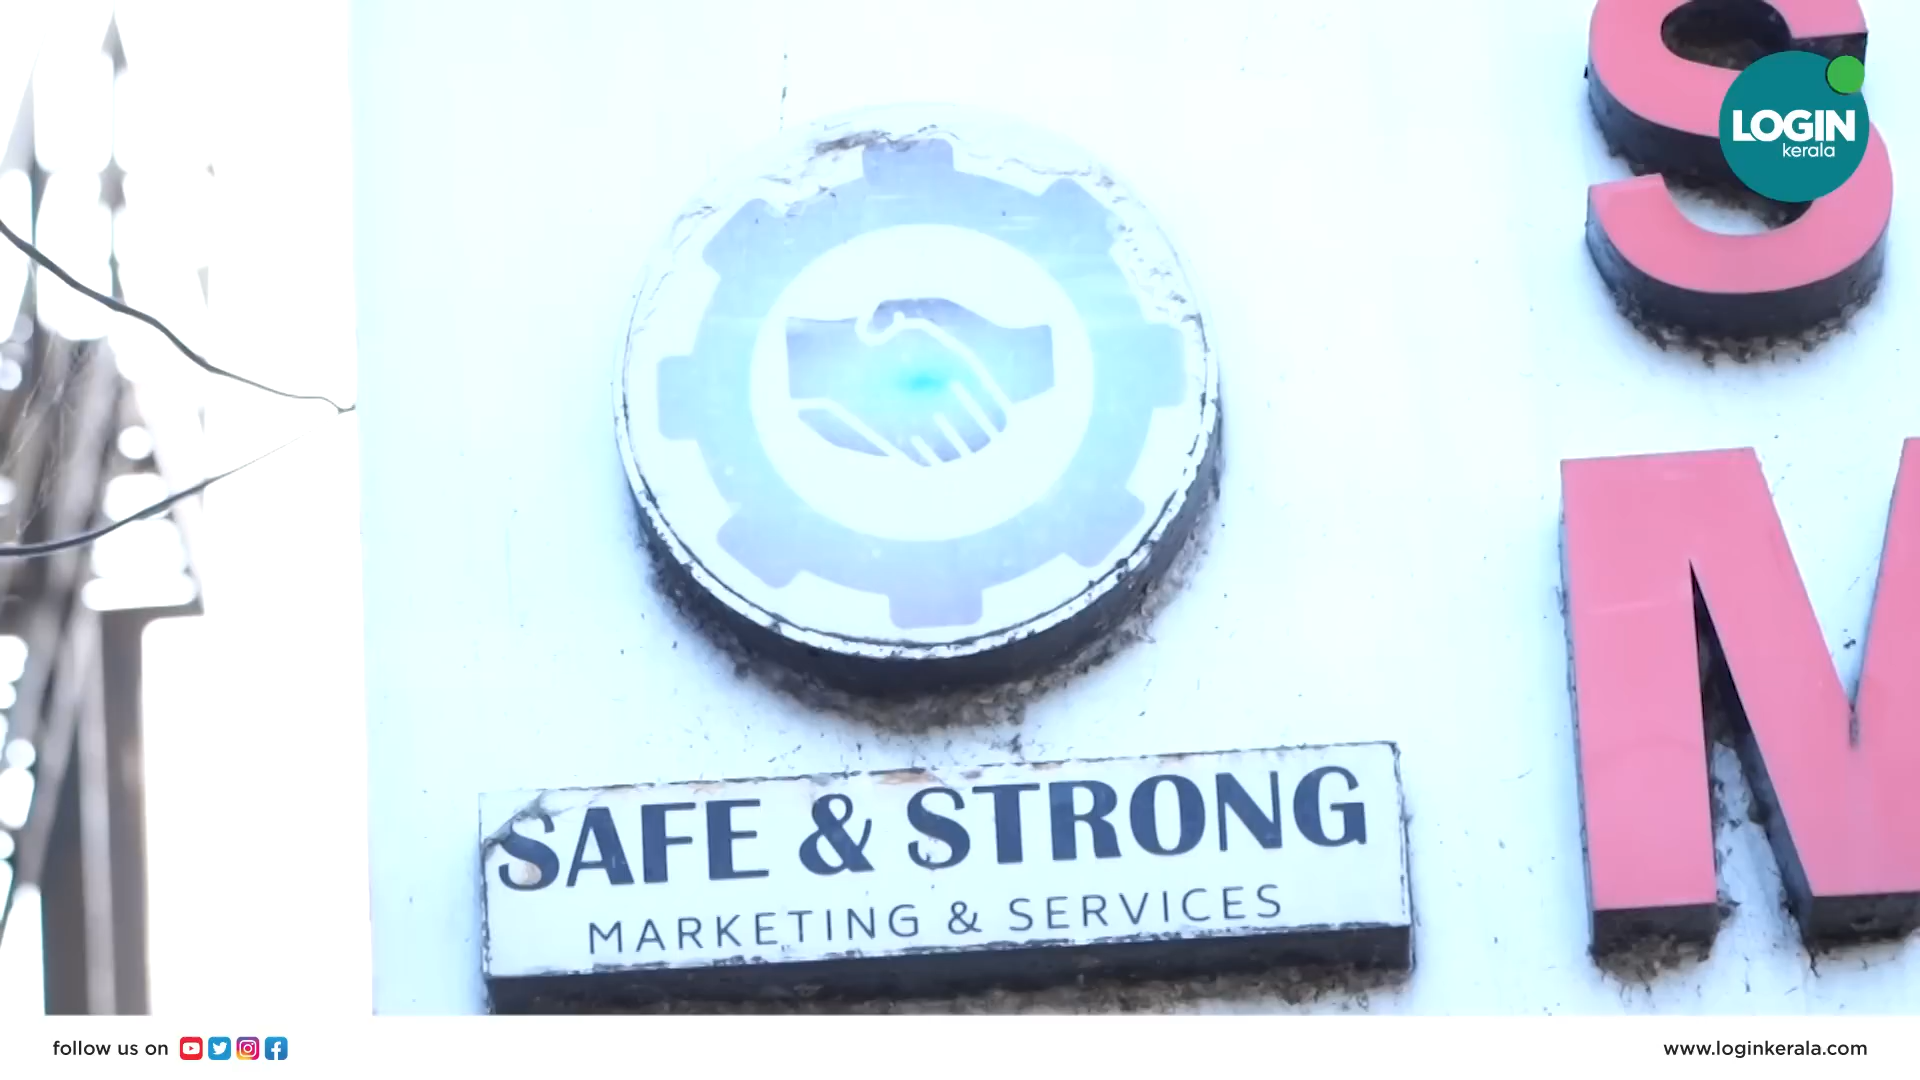 S
LOGIN
kerala
M
SAFE & STRONG
MARKETING & SERVICES
follow us on
www.loginkerala.com